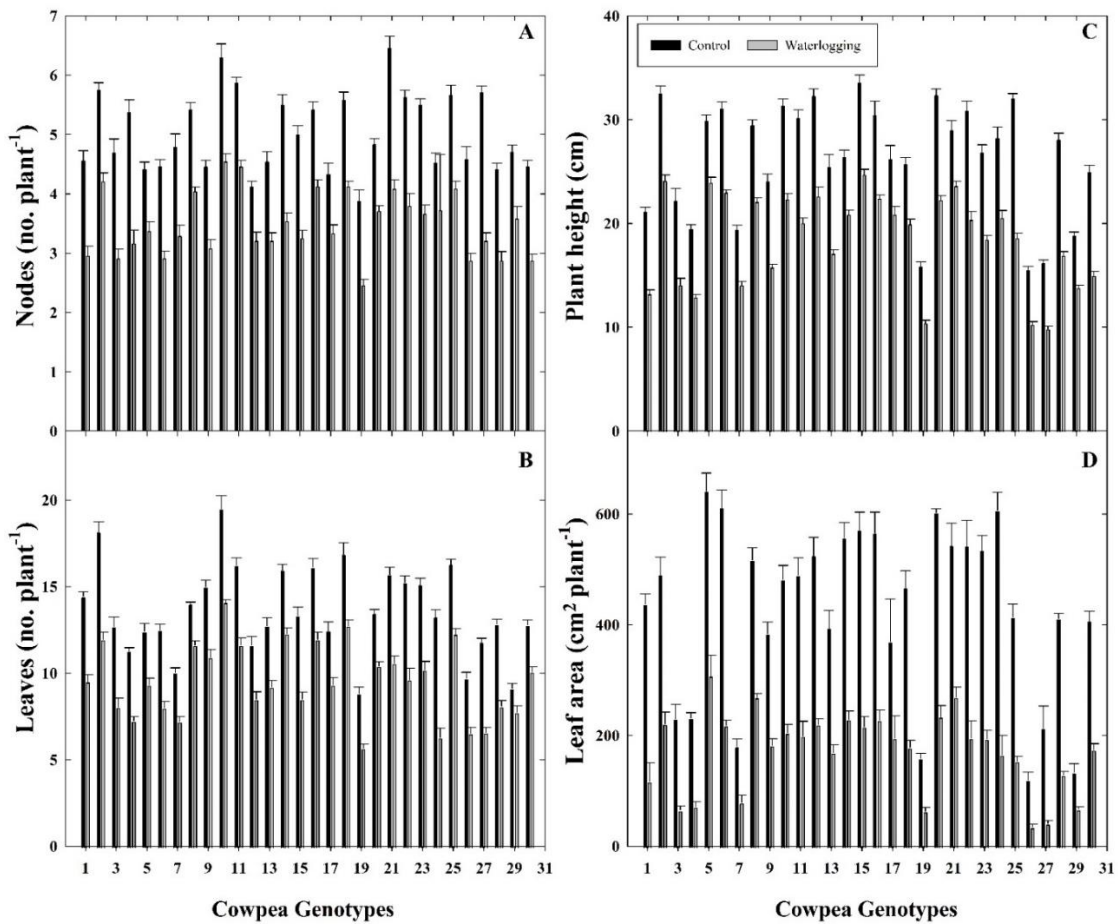 7
6
5
4
3
2
1
0
Nodes (no. plant⁻¹)
A
40
30
20
10
0
Plant height (cm)
C
Control
Waterlogging
20
15
10
5
0
Leaves (no. plant⁻¹)
B
1 3 5 7 9 11 13 15 17 19 21 23 25 27 29 31
Cowpea Genotypes
600
400
200
0
Leaf area (cm² plant⁻¹)
D
1 3 5 7 9 11 13 15 17 19 21 23 25 27 29 31
Cowpea Genotypes